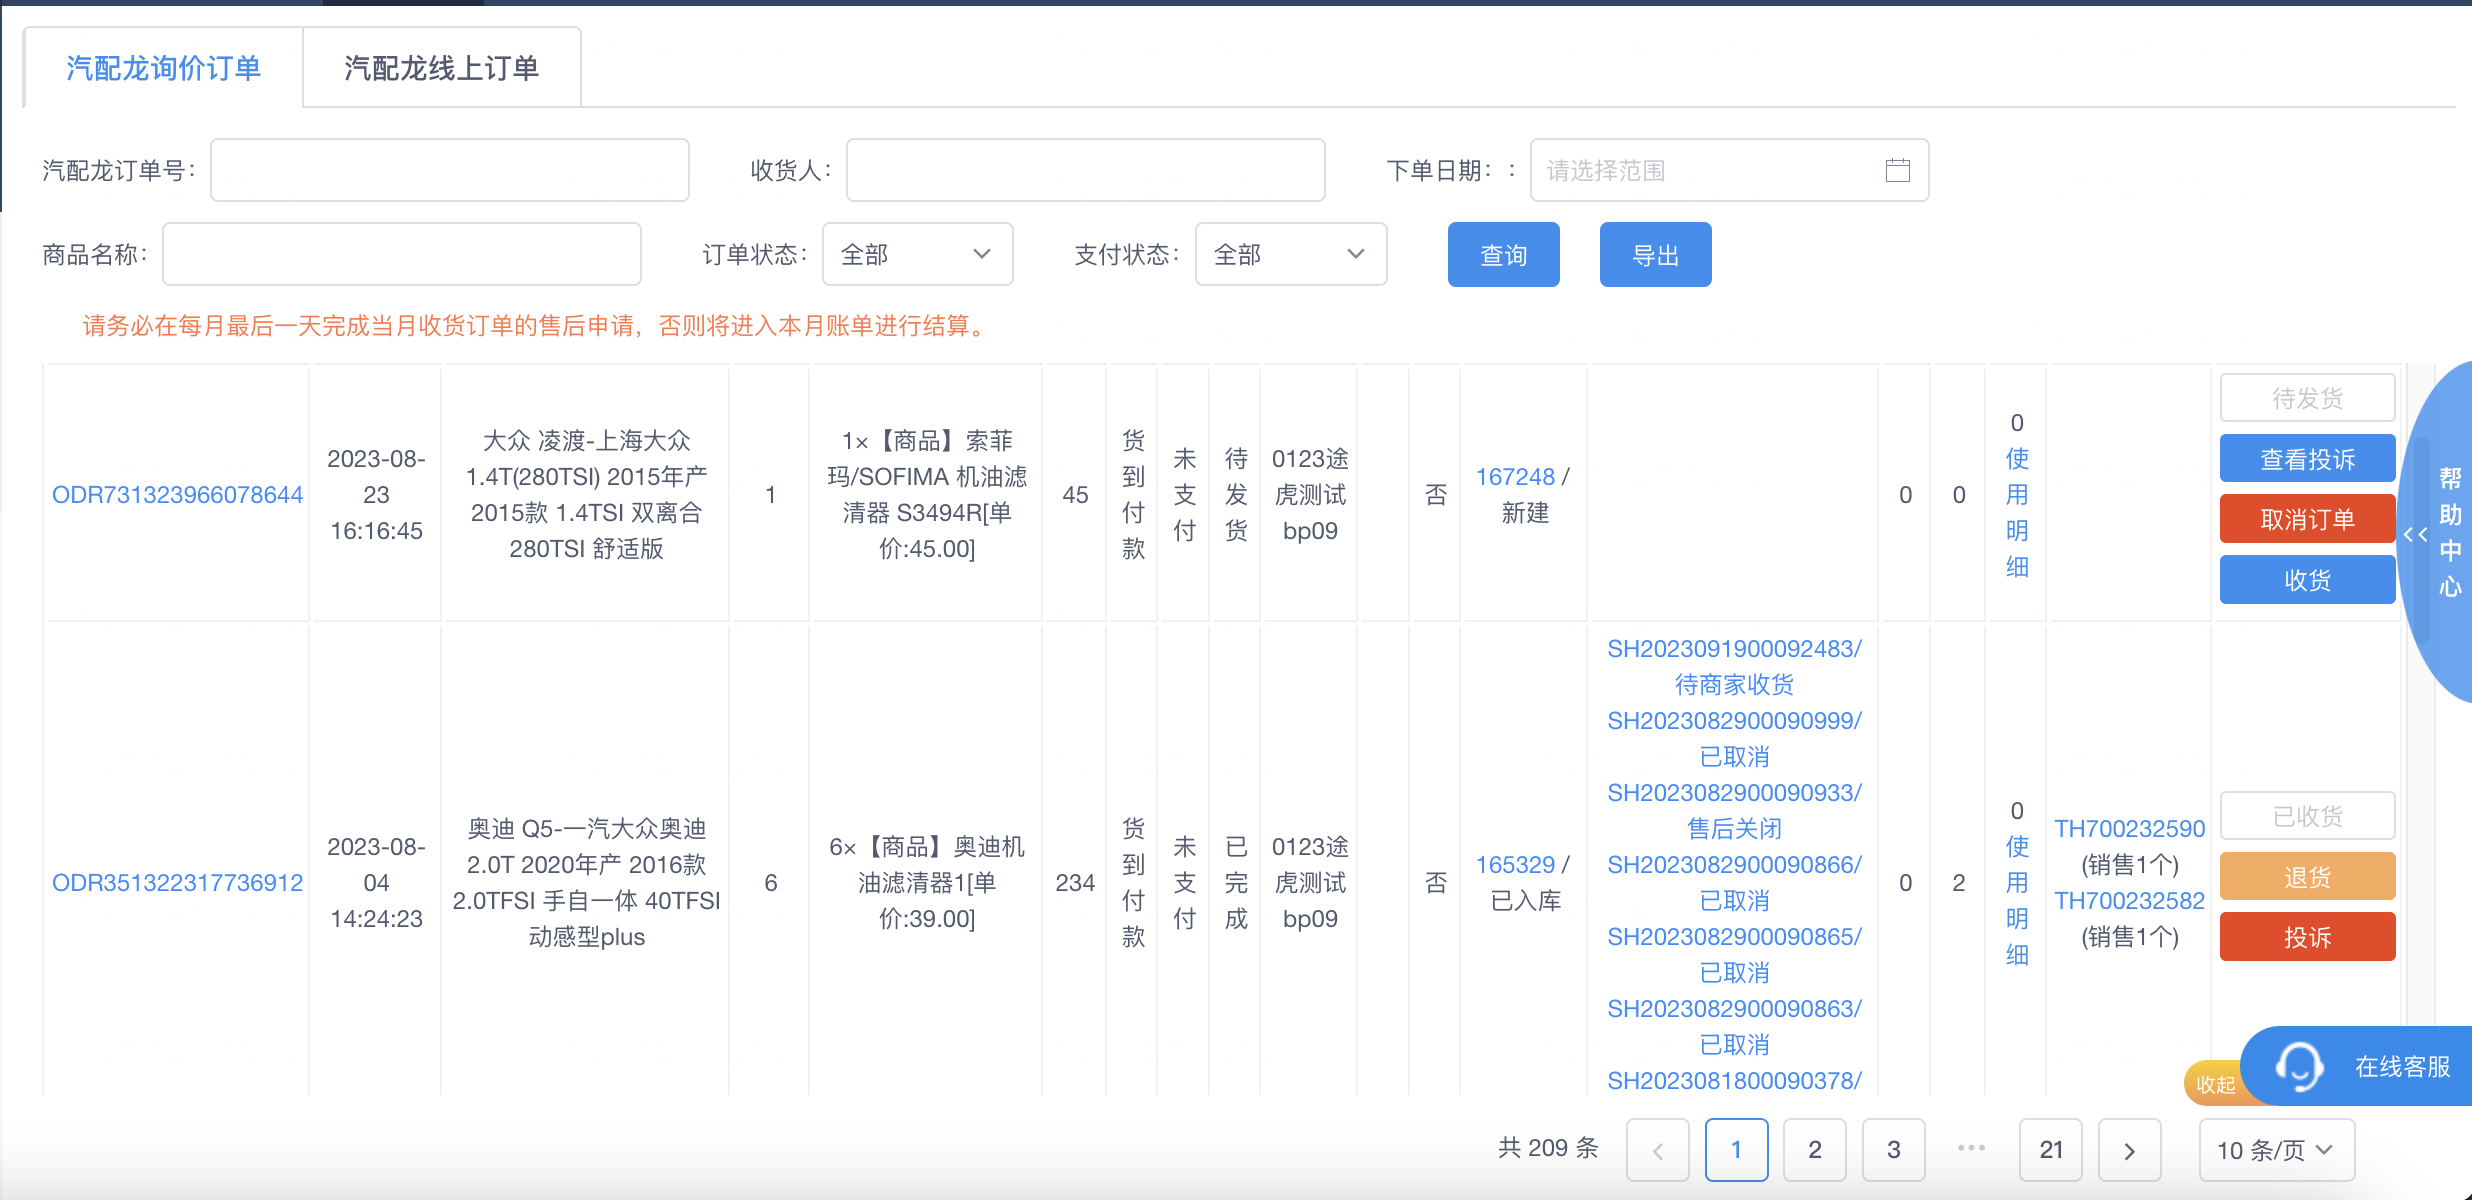 汽配龙询价订单
汽配龙线上订单
汽配龙订单号：
收货人：
下单日期：：
请选择范围
商品名称：
订单状态：
全部
支付状态：
全部
查询
导出
请务必在每月最后一天完成当月收货订单的售后申请，否则将进入本月账单进行结算。
ODR731323966078644
2023-08-
23
16:16:45
大众 凌渡-上海大众
1.4T(280TSI) 2015年产
2015款 1.4TSI 双离合
280TSI 舒适版
1
1×【商品】索菲
玛/SOFIMA 机油滤
清器 S3494R[单
价:45.00]
45
货
到
付
款
未
支
付
待
发
货
0123途
虎测试
bp09
否
167248 /
新建
0
0
0
使
用
明
细
待发货
查看投诉
取消订单
收货
ODR351322317736912
2023-08-
04
14:24:23
奥迪 Q5-一汽大众奥迪
2.0T 2020年产 2016款
2.0TFSI 手自一体 40TFSI
动感型plus
6
6×【商品】奥迪机
油滤清器1[单
价:39.00]
234
货
到
付
款
未
支
付
已
完
成
0123途
虎测试
bp09
否
165329 /
已入库
SH2023091900092483/
待商家收货
SH2023082900090999/
已取消
SH2023082900090933/
售后关闭
SH2023082900090866/
已取消
SH2023082900090865/
已取消
SH2023082900090863/
已取消
SH2023081800090378/
0
2
0
使
用
明
细
TH700232590
(销售1个)
TH700232582
(销售1个)
已收货
退货
投诉
<<
帮
助
中
心
收起
在线客服
共 209 条
<
1
2
3
•••
21
>
10 条/页